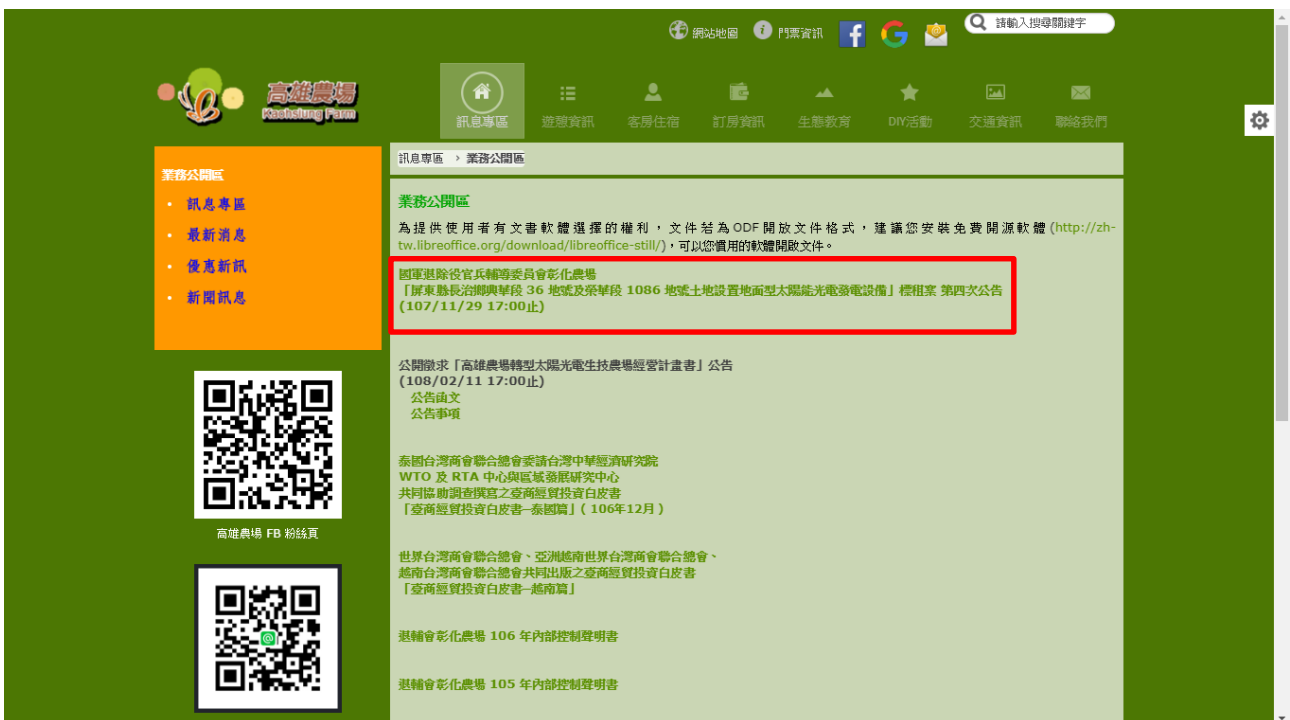 網站地圖
門票資訊
請輸入搜尋關鍵字
高雄農場
Kaohsiung Farm
訊息專區
遊憩資訊
客房住宿
訂房資訊
生態教育
DIY活動
交通資訊
聯絡我們
業務公開區
• 訊息專區
• 最新消息
• 優惠新訊
• 新聞訊息
高雄農場 FB 粉絲頁
訊息專區 › 業務公開區
業務公開區
為提供使用者有文書軟體選擇的權利，文件若為ODF開放文件格式，建議您安裝免費開源軟體(http://zh-
tw.libreoffice.org/download/libreoffice-still/)，可以您慣用的軟體開啟文件。
國軍退除役官兵輔導委員會彰化農場
「屏東縣長治鄉興華段 36 地號及榮華段 1086 地號土地設置地面型太陽能光電發電設備」標租案 第四次公告
(107/11/29 17:00止)
公開徵求「高雄農場轉型太陽光電生技農場經營計畫書」公告
(108/02/11 17:00止)
公告函文
公告事項
泰國台灣商會聯合總會委請台灣中華經濟研究院
WTO 及 RTA 中心與區域發展研究中心
共同協助調查撰寫之臺商經貿投資白皮書
「臺商經貿投資白皮書─泰國篇」( 106年12月 )
世界台灣商會聯合總會、亞洲越南世界台灣商會聯合總會、
越南台灣商會聯合總會共同出版之臺商經貿投資白皮書
「臺商經貿投資白皮書─越南篇」
退輔會彰化農場 106 年內部控制聲明書
退輔會彰化農場 105 年內部控制聲明書